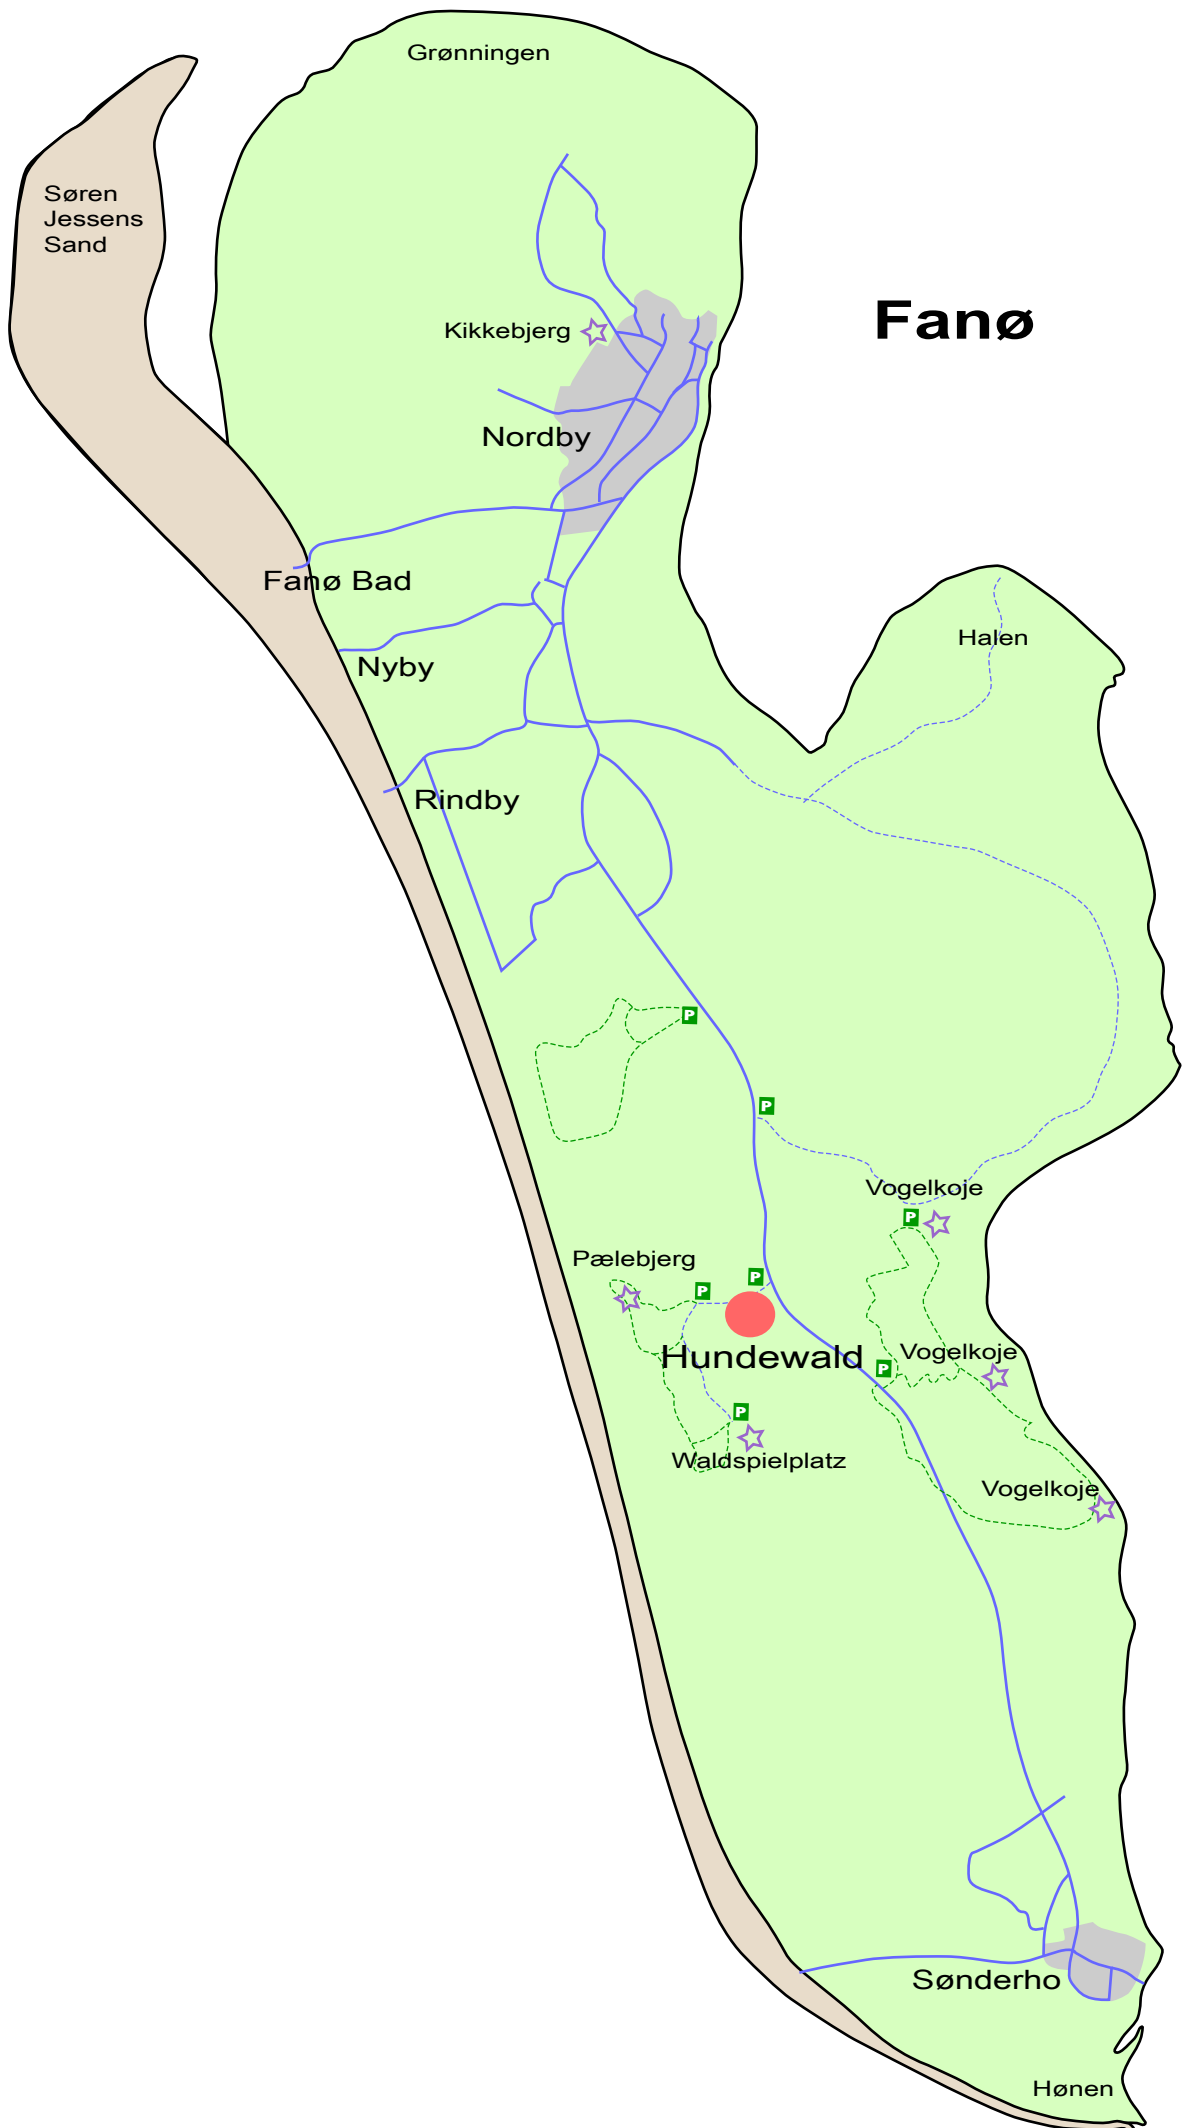 Grønningen
Søren
Jessens
Sand
Fanø
Kikkebjerg
Nordby
Fanø Bad
Halen
Nyby
Rindby
P
P
Vogelkoje
P
Pælebjerg
P
P
Hundewald
Vogelkoje
P
P
Waldspielplatz
Vogelkoje
Sønderho
Hønen